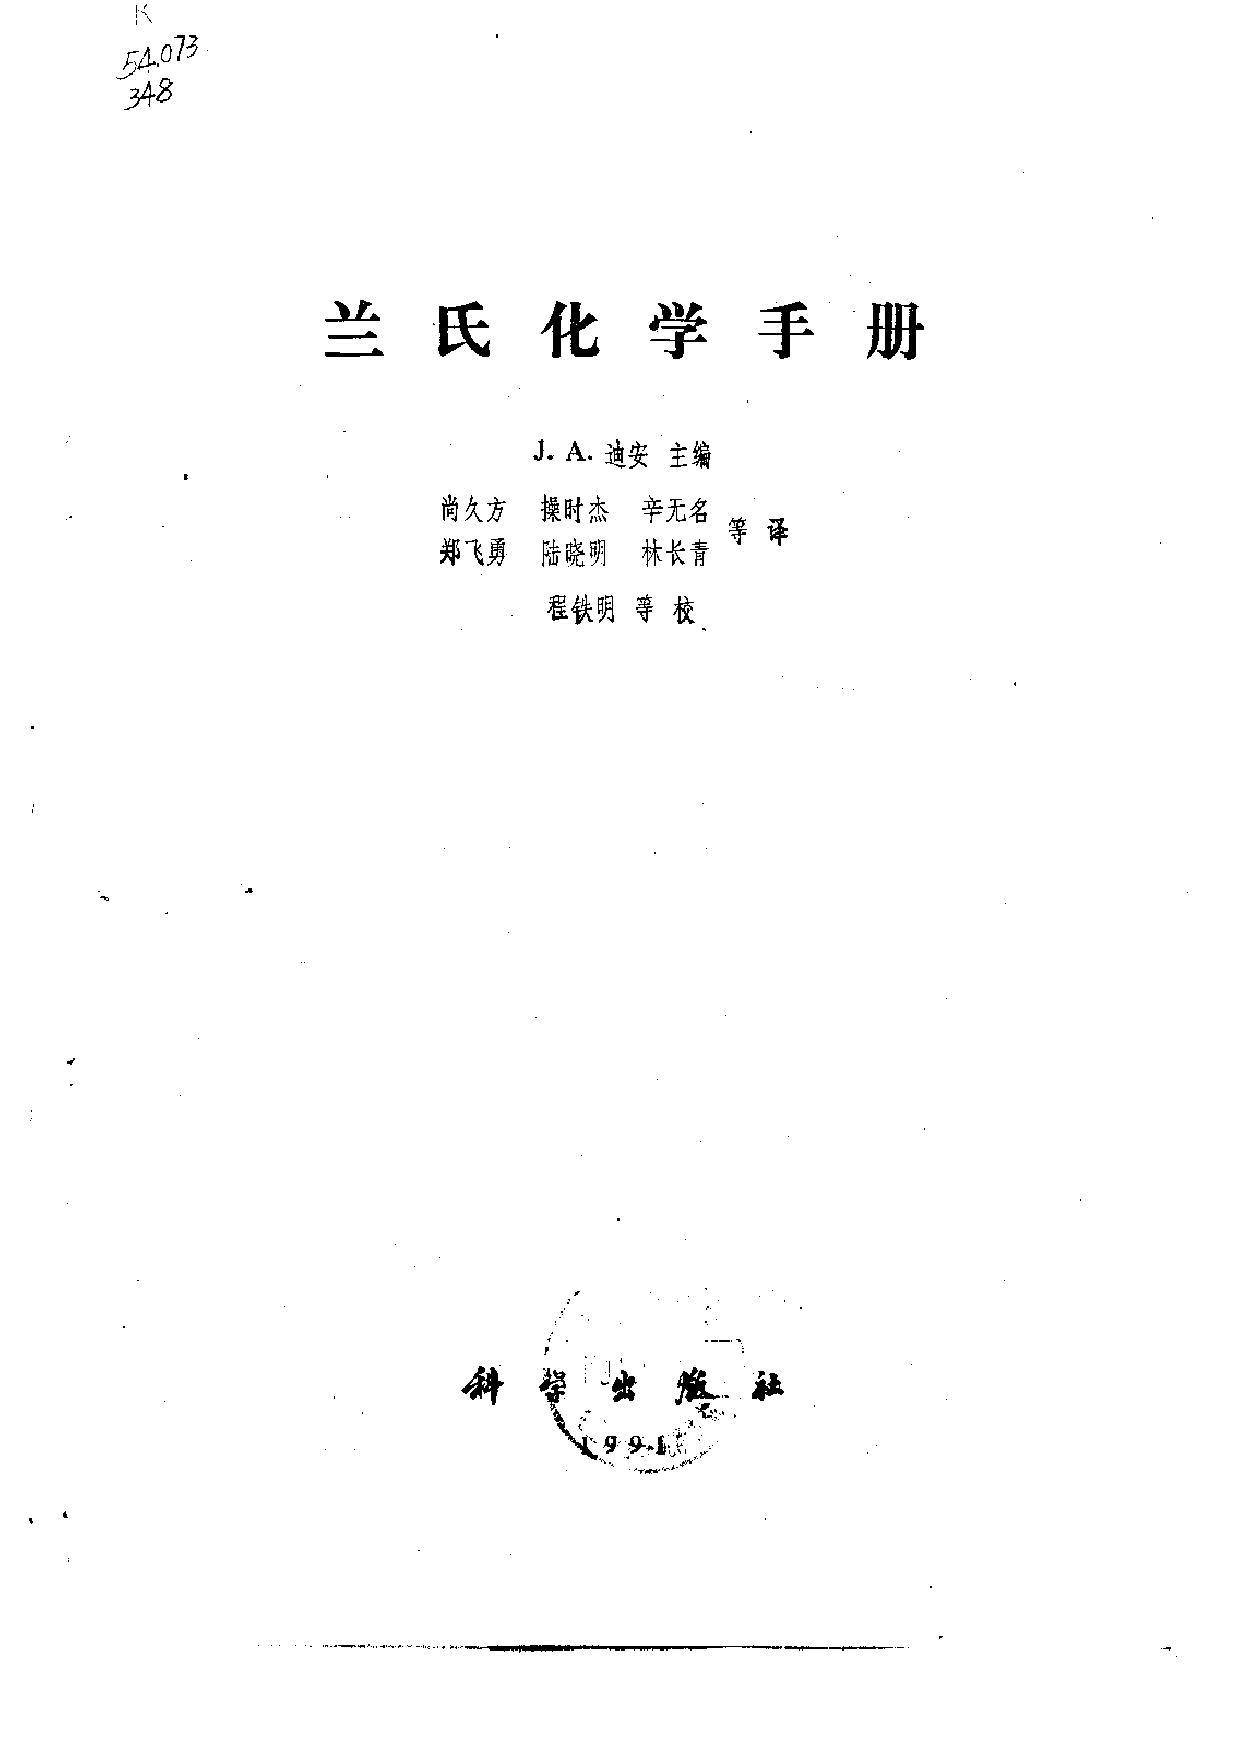 K
54.073
348
兰氏化学手册
J. A. 迪安 主编
尚久方 操时杰 辛无名
郑飞勇 陆晓明 林长青
等 译
程铁明 等 校
科学出版社
1991